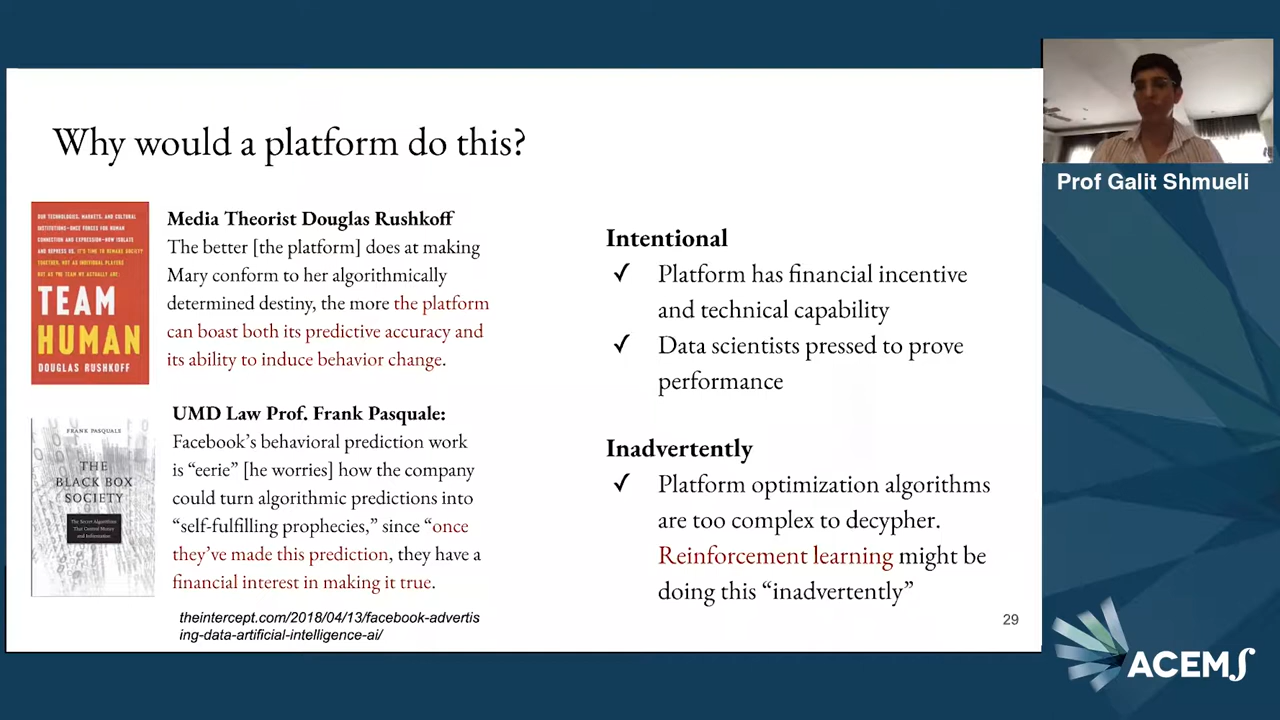 Why would a platform do this?
OUR TECHNOLOGIES, MARKETS, AND CULTURAL
INSTITUTIONS—ONCE FORCES FOR HUMAN
CONNECTION AND EXPRESSION—NOW ISOLATE
AND REPRESS US. IT'S TIME TO REMAKE SOCIETY
TOGETHER, NOT AS INDIVIDUAL PLAYERS
BUT AS THE TEAM WE ACTUALLY ARE:
TEAM
HUMAN
DOUGLAS RUSHKOFF
Media Theorist Douglas Rushkoff
The better [the platform] does at making
Mary conform to her algorithmically
determined destiny, the more the platform
can boast both its predictive accuracy and
its ability to induce behavior change.
FRANK PASQUALE
THE
BLACK BOX
SOCIETY
The Secret Algorithms
That Control Money
and Information
UMD Law Prof. Frank Pasquale:
Facebook's behavioral prediction work
is “eerie” [he worries] how the company
could turn algorithmic predictions into
“self-fulfilling prophecies,” since “once
they've made this prediction, they have a
financial interest in making it true.
theintercept.com/2018/04/13/facebook-advertis
ing-data-artificial-intelligence-ai/
Intentional
✓ Platform has financial incentive
and technical capability
✓ Data scientists pressed to prove
performance
Inadvertently
✓ Platform optimization algorithms
are too complex to decypher.
Reinforcement learning might be
doing this “inadvertently”
29
Prof Galit Shmueli
ACEMS